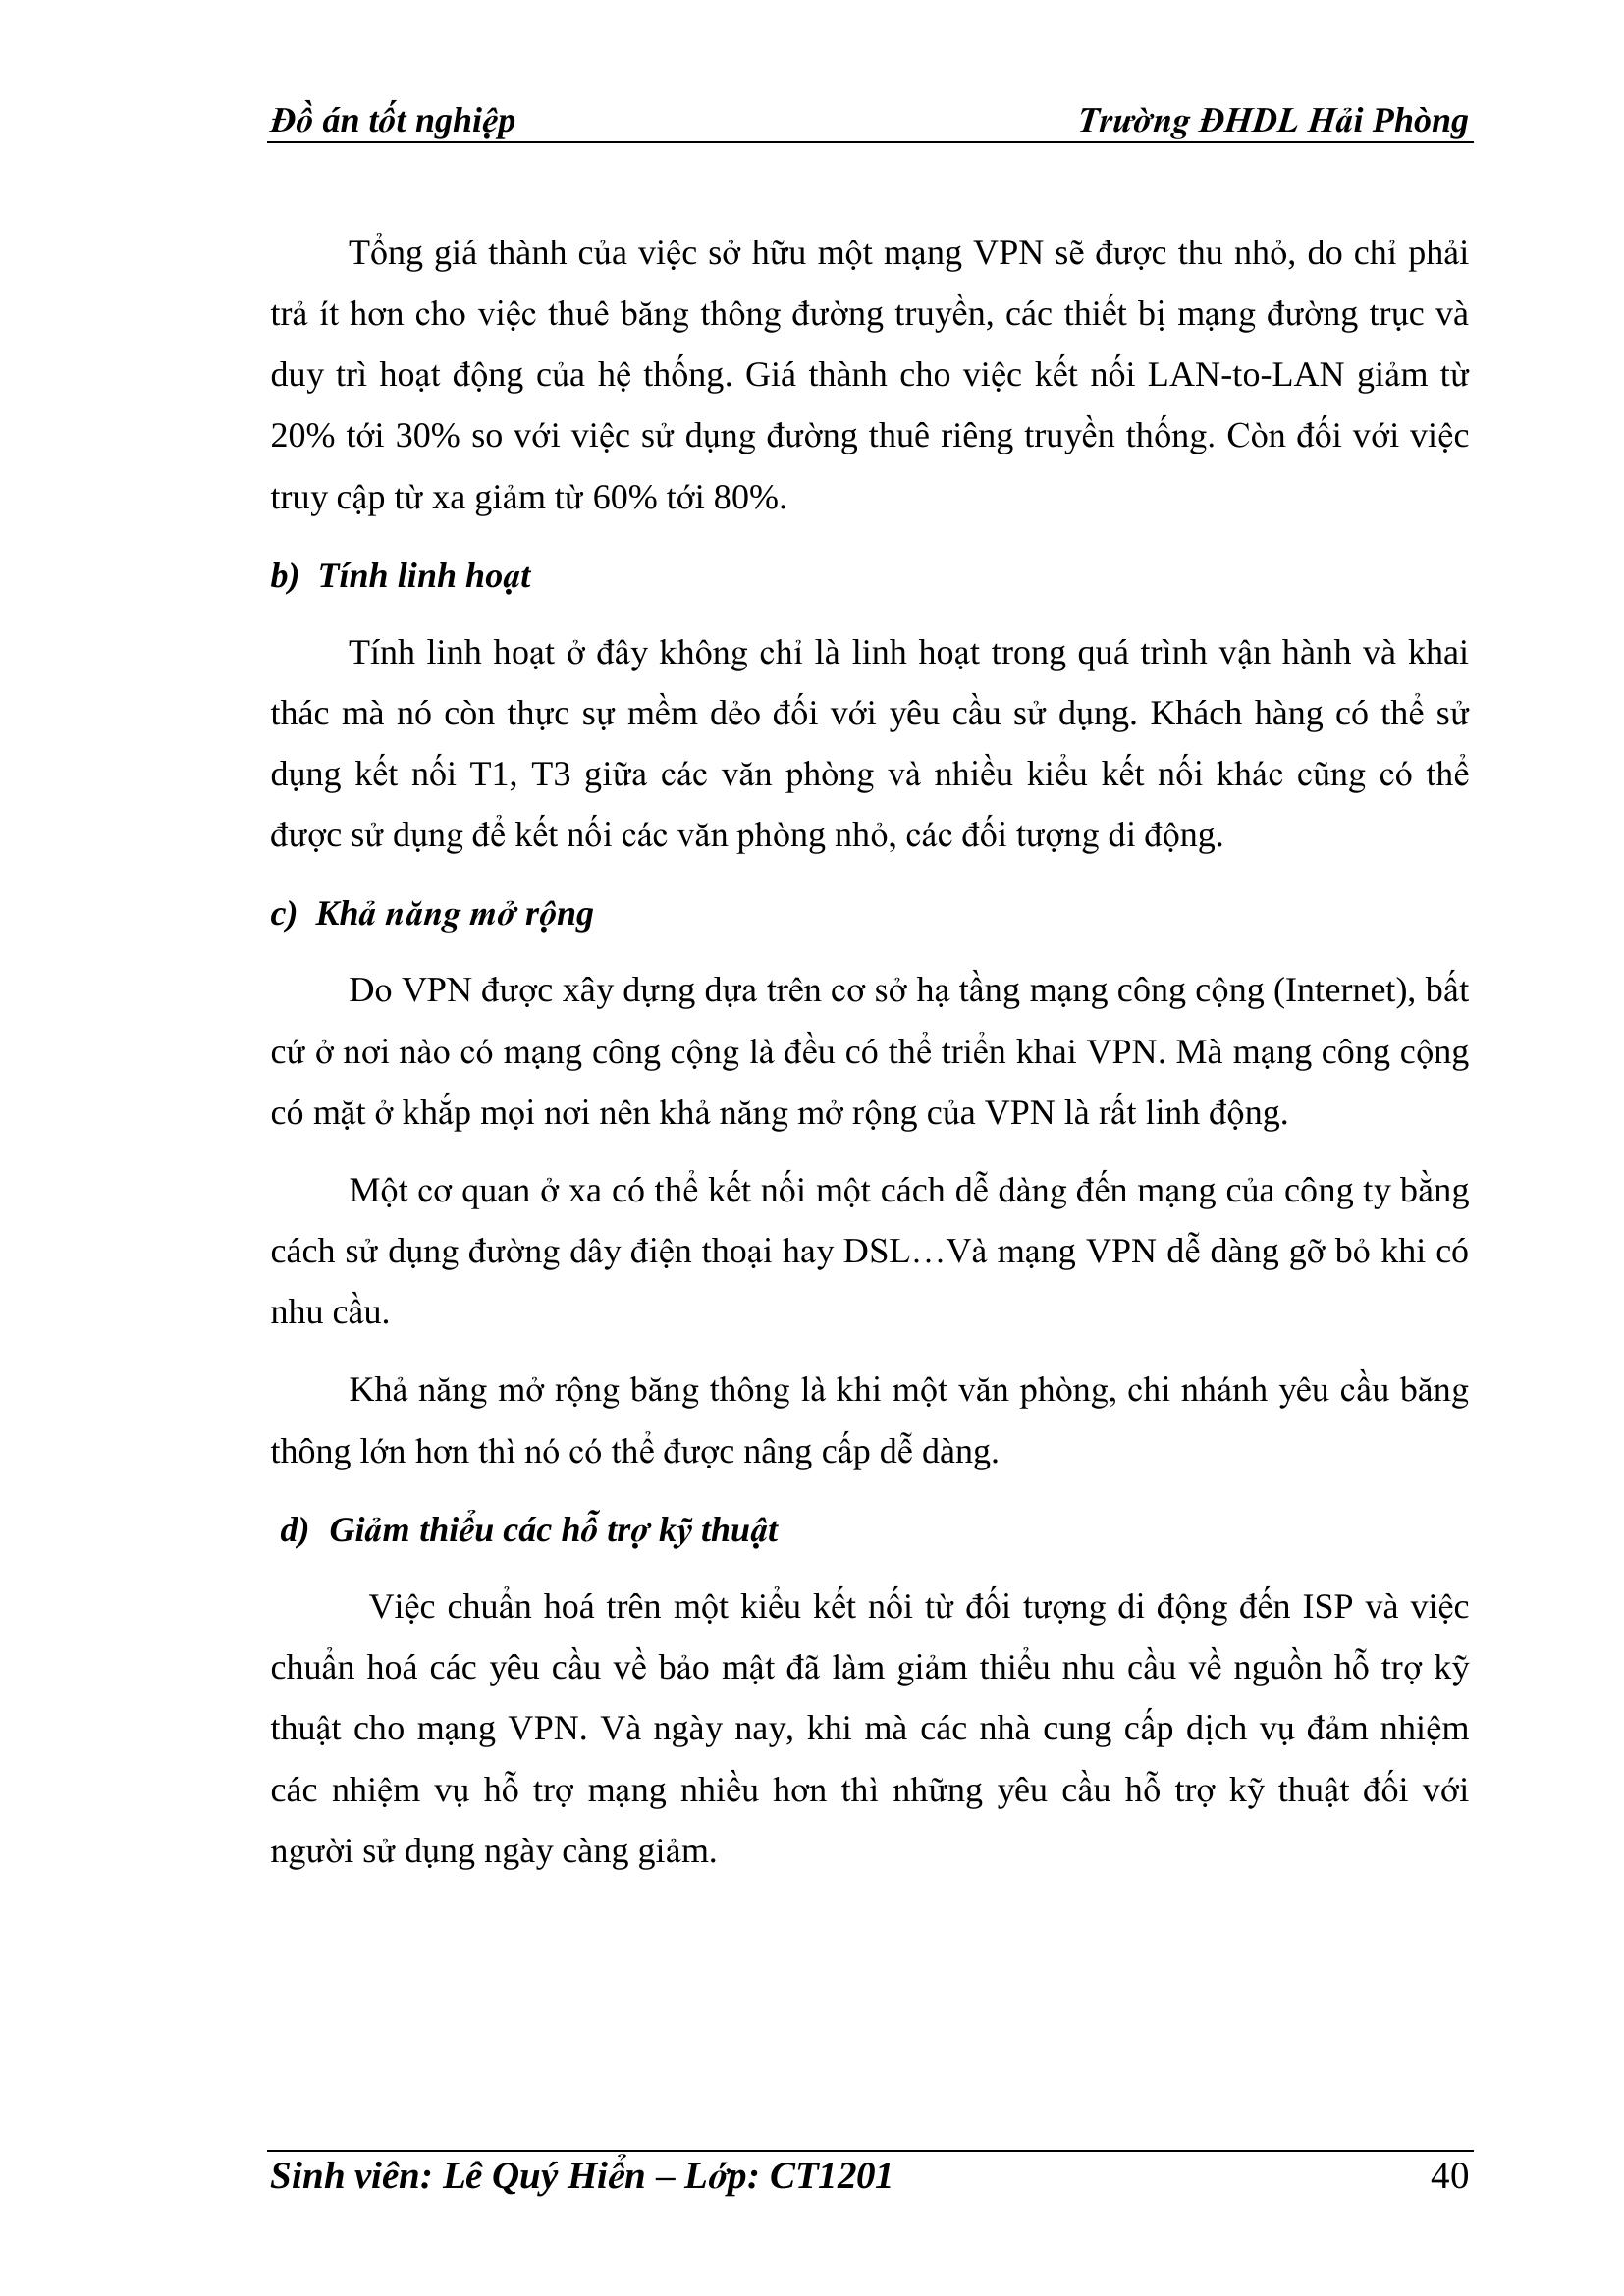 Đồ án tốt nghiệp Trường ĐHDL Hải Phòng
Tổng giá thành của việc sở hữu một mạng VPN sẽ được thu nhỏ, do chỉ phải
trả ít hơn cho việc thuê băng thông đường truyền, các thiết bị mạng đường trục và
duy trì hoạt động của hệ thống. Giá thành cho việc kết nối LAN-to-LAN giảm từ
20% tới 30% so với việc sử dụng đường thuê riêng truyền thống. Còn đối với việc
truy cập từ xa giảm từ 60% tới 80%.
b) Tính linh hoạt
Tính linh hoạt ở đây không chỉ là linh hoạt trong quá trình vận hành và khai
thác mà nó còn thực sự mềm dẻo đối với yêu cầu sử dụng. Khách hàng có thể sử
dụng kết nối T1, T3 giữa các văn phòng và nhiều kiểu kết nối khác cũng có thể
được sử dụng để kết nối các văn phòng nhỏ, các đối tượng di động.
c) Khả năng mở rộng
Do VPN được xây dựng dựa trên cơ sở hạ tầng mạng công cộng (Internet), bất
cứ ở nơi nào có mạng công cộng là đều có thể triển khai VPN. Mà mạng công cộng
có mặt ở khắp mọi nơi nên khả năng mở rộng của VPN là rất linh động.
Một cơ quan ở xa có thể kết nối một cách dễ dàng đến mạng của công ty bằng
cách sử dụng đường dây điện thoại hay DSL…Và mạng VPN dễ dàng gỡ bỏ khi có
nhu cầu.
Khả năng mở rộng băng thông là khi một văn phòng, chi nhánh yêu cầu băng
thông lớn hơn thì nó có thể được nâng cấp dễ dàng.
d) Giảm thiểu các hỗ trợ kỹ thuật
Việc chuẩn hoá trên một kiểu kết nối từ đối tượng di động đến ISP và việc
chuẩn hoá các yêu cầu về bảo mật đã làm giảm thiểu nhu cầu về nguồn hỗ trợ kỹ
thuật cho mạng VPN. Và ngày nay, khi mà các nhà cung cấp dịch vụ đảm nhiệm
các nhiệm vụ hỗ trợ mạng nhiều hơn thì những yêu cầu hỗ trợ kỹ thuật đối với
người sử dụng ngày càng giảm.
Sinh viên: Lê Quý Hiển – Lớp: CT1201 40